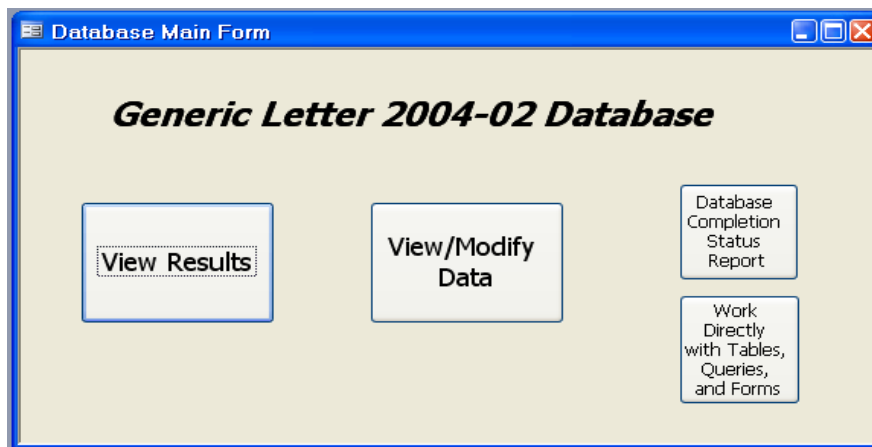 Database Main Form
Generic Letter 2004-02 Database
View Results
View/Modify
Data
Database
Completion
Status
Report
Work
Directly
with Tables,
Queries,
and Forms